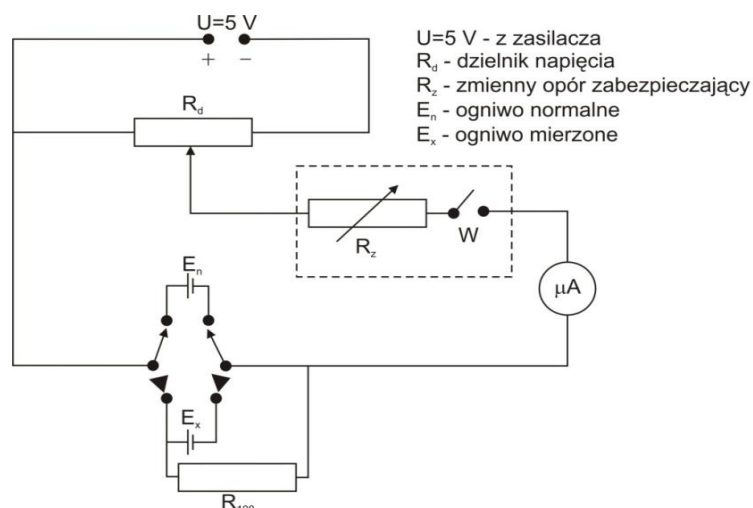 U=5 V
+ −
U=5 V - z zasilacza
R_d - dzielnik napięcia
R_z - zmienny opór zabezpieczający
E_n - ogniwo normalne
E_x - ogniwo mierzone
R_d
R_z
W
μA
E_n
E_x
R